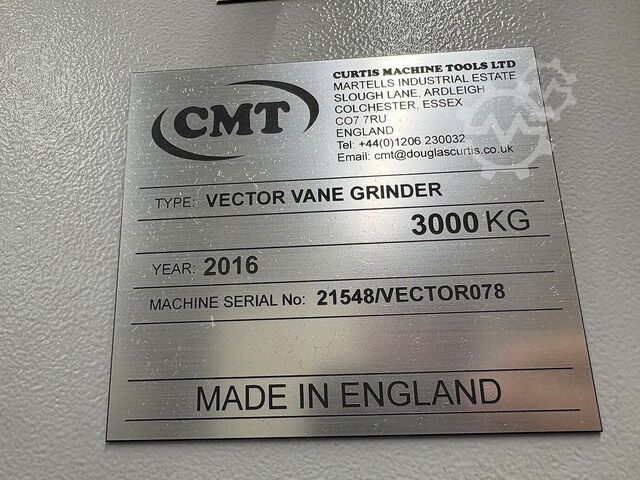 CMT
CURTIS MACHINE TOOLS LTD
MARTELLS INDUSTRIAL ESTATE
SLOUGH LANE, ARDLEIGH
COLCHESTER, ESSEX
CO7 7RU
ENGLAND
Tel: +44(0)1206 230032
Email: cmt@douglascurtis.co.uk
TYPE: VECTOR VANE GRINDER
3000 KG
YEAR: 2016
MACHINE SERIAL No: 21548/VECTOR078
MADE IN ENGLAND